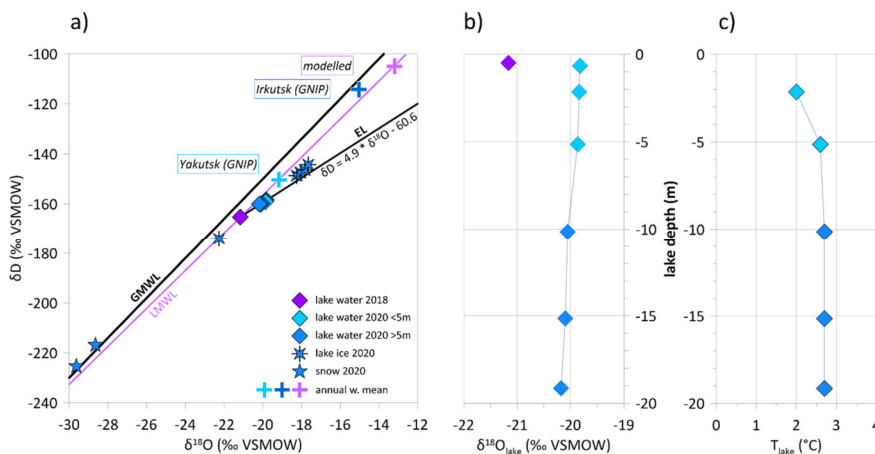 a)
-100
-120
-140
-160
-180
-200
-220
-240
δD (‰ VSMOW)
-30 -28 -26 -24 -22 -20 -18 -16 -14 -12
δ¹⁸O (‰ VSMOW)
modelled
Irkutsk (GNIP)
Yakutsk (GNIP)
EL
δD = 4.9 * δ¹⁸O - 60.6
GMWL
LMWL
lake water 2018
lake water 2020 <5m
lake water 2020 >5m
lake ice 2020
snow 2020
annual w. mean
b)
0
-5
-10
-15
-20
lake depth (m)
-22 -21 -20 -19
δ¹⁸Olake (‰ VSMOW)
c)
0
-5
-10
-15
-20
0 2 4
Tlake (°C)